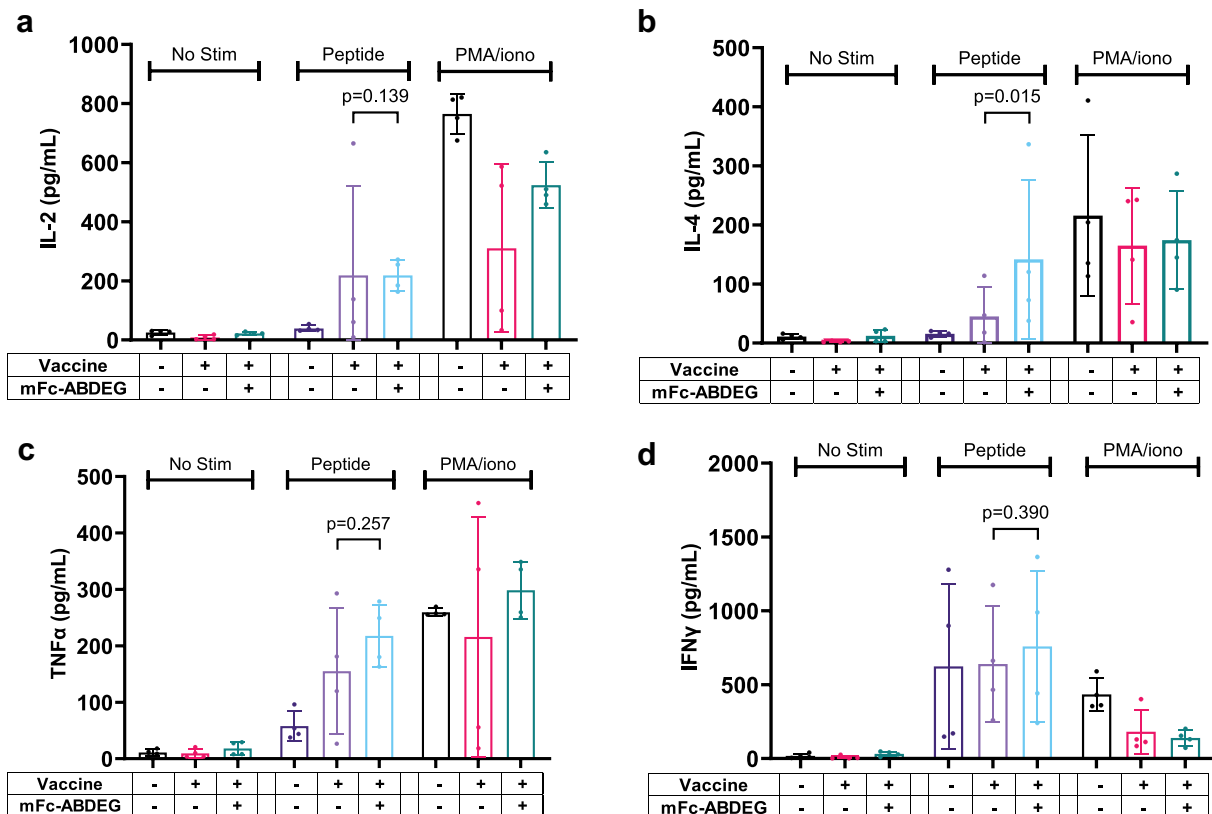 a
1000
800
600
400
200
0
IL-2 (pg/mL)
No Stim
Peptide
PMA/iono
p=0.139
Vaccine - + + - + + - + +
mFc-ABDEG - - + - - + - - +
b
500
400
300
200
100
0
IL-4 (pg/mL)
No Stim
Peptide
PMA/iono
p=0.015
Vaccine - + + - + + - + +
mFc-ABDEG - - + - - + - - +
c
500
400
300
200
100
0
TNFα (pg/mL)
No Stim
Peptide
PMA/iono
p=0.257
Vaccine - + + - + + - + +
mFc-ABDEG - - + - - + - - +
d
2000
1500
1000
500
0
IFNγ (pg/mL)
No Stim
Peptide
PMA/iono
p=0.390
Vaccine - + + - + + - + +
mFc-ABDEG - - + - - + - - +